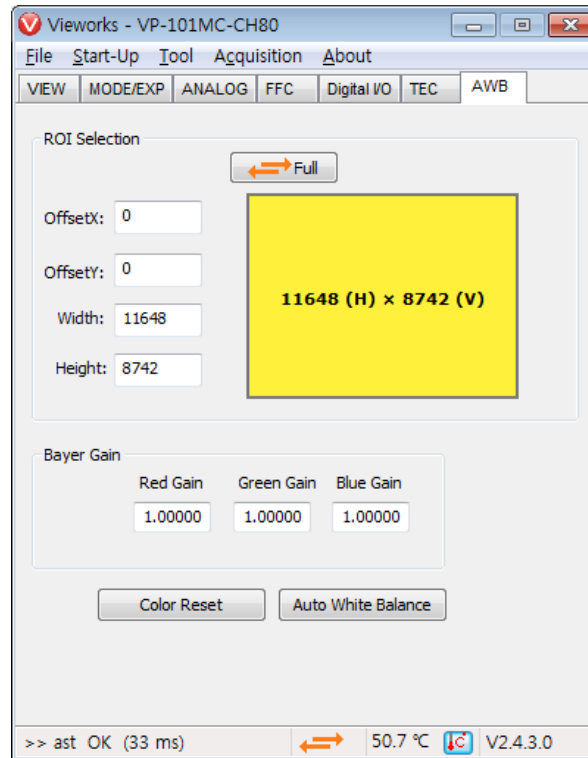 Vieworks - VP-101MC-CH80
File Start-Up Tool Acquisition About
VIEW MODE/EXP ANALOG FFC Digital I/O TEC AWB
ROI Selection
Full
OffsetX: 0
OffsetY: 0
Width: 11648
Height: 8742
11648 (H) × 8742 (V)
Bayer Gain
Red Gain Green Gain Blue Gain
1.00000 1.00000 1.00000
Color Reset Auto White Balance
>> ast OK (33 ms) 50.7 ℃ V2.4.3.0